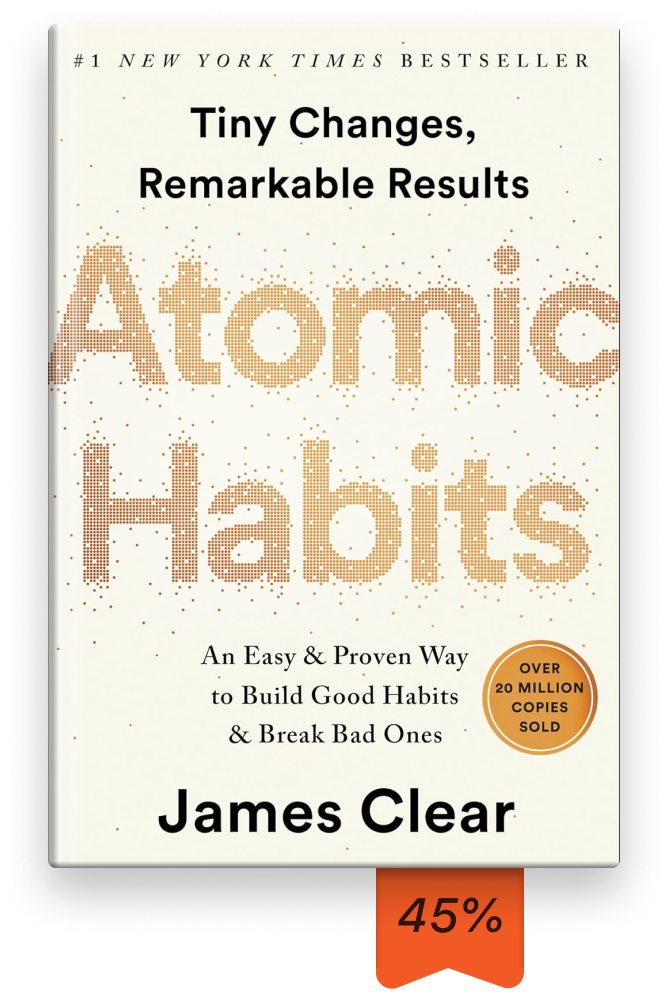 #1 NEW YORK TIMES BESTSELLER
Tiny Changes,
Remarkable Results
Atomic
Habits
An Easy & Proven Way
to Build Good Habits
& Break Bad Ones
OVER
20 MILLION
COPIES
SOLD
James Clear
45%